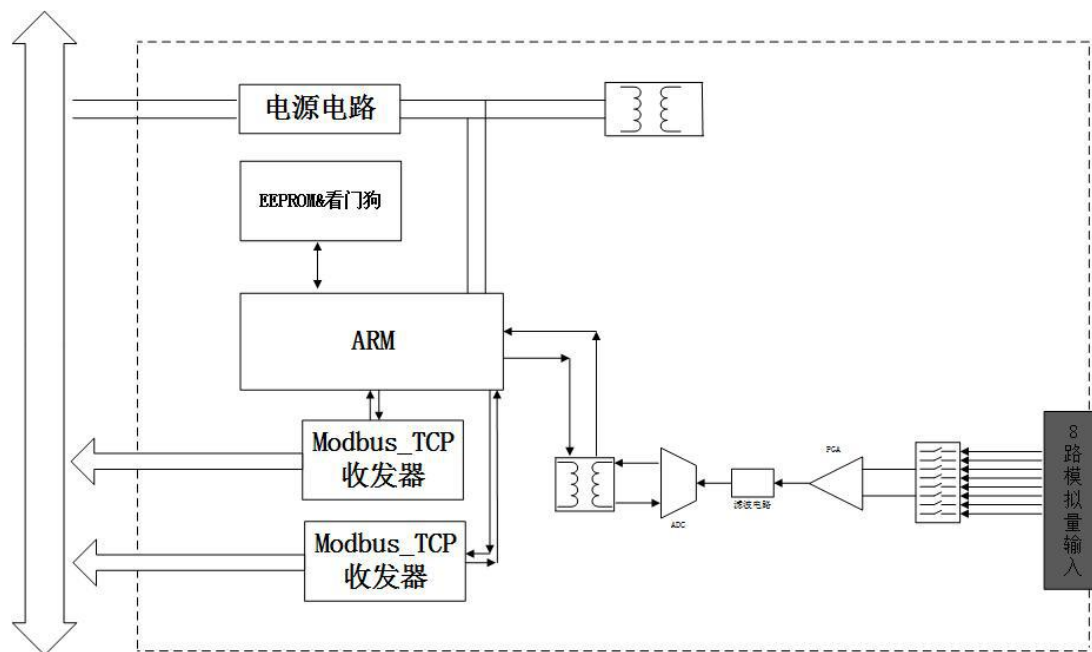 电源电路
EEPROM&看门狗
ARM
Modbus_TCP
收发器
Modbus_TCP
收发器
ADC
滤波电路
PGA
8
路
模
拟
量
输
入